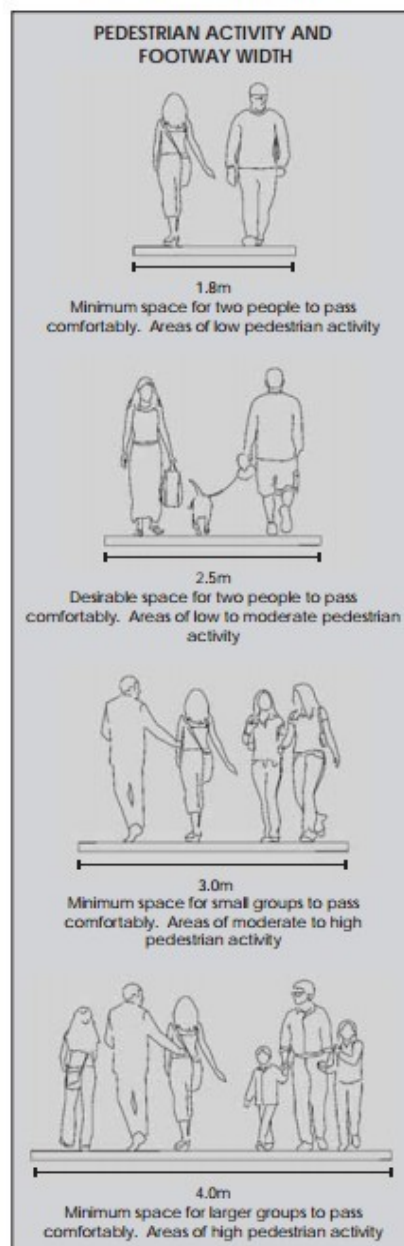 PEDESTRIAN ACTIVITY AND
FOOTWAY WIDTH
1.8m
Minimum space for two people to pass
comfortably. Areas of low pedestrian activity
2.5m
Desirable space for two people to pass
comfortably. Areas of low to moderate pedestrian
activity
3.0m
Minimum space for small groups to pass
comfortably. Areas of moderate to high
pedestrian activity
4.0m
Minimum space for larger groups to pass
comfortably. Areas of high pedestrian activity